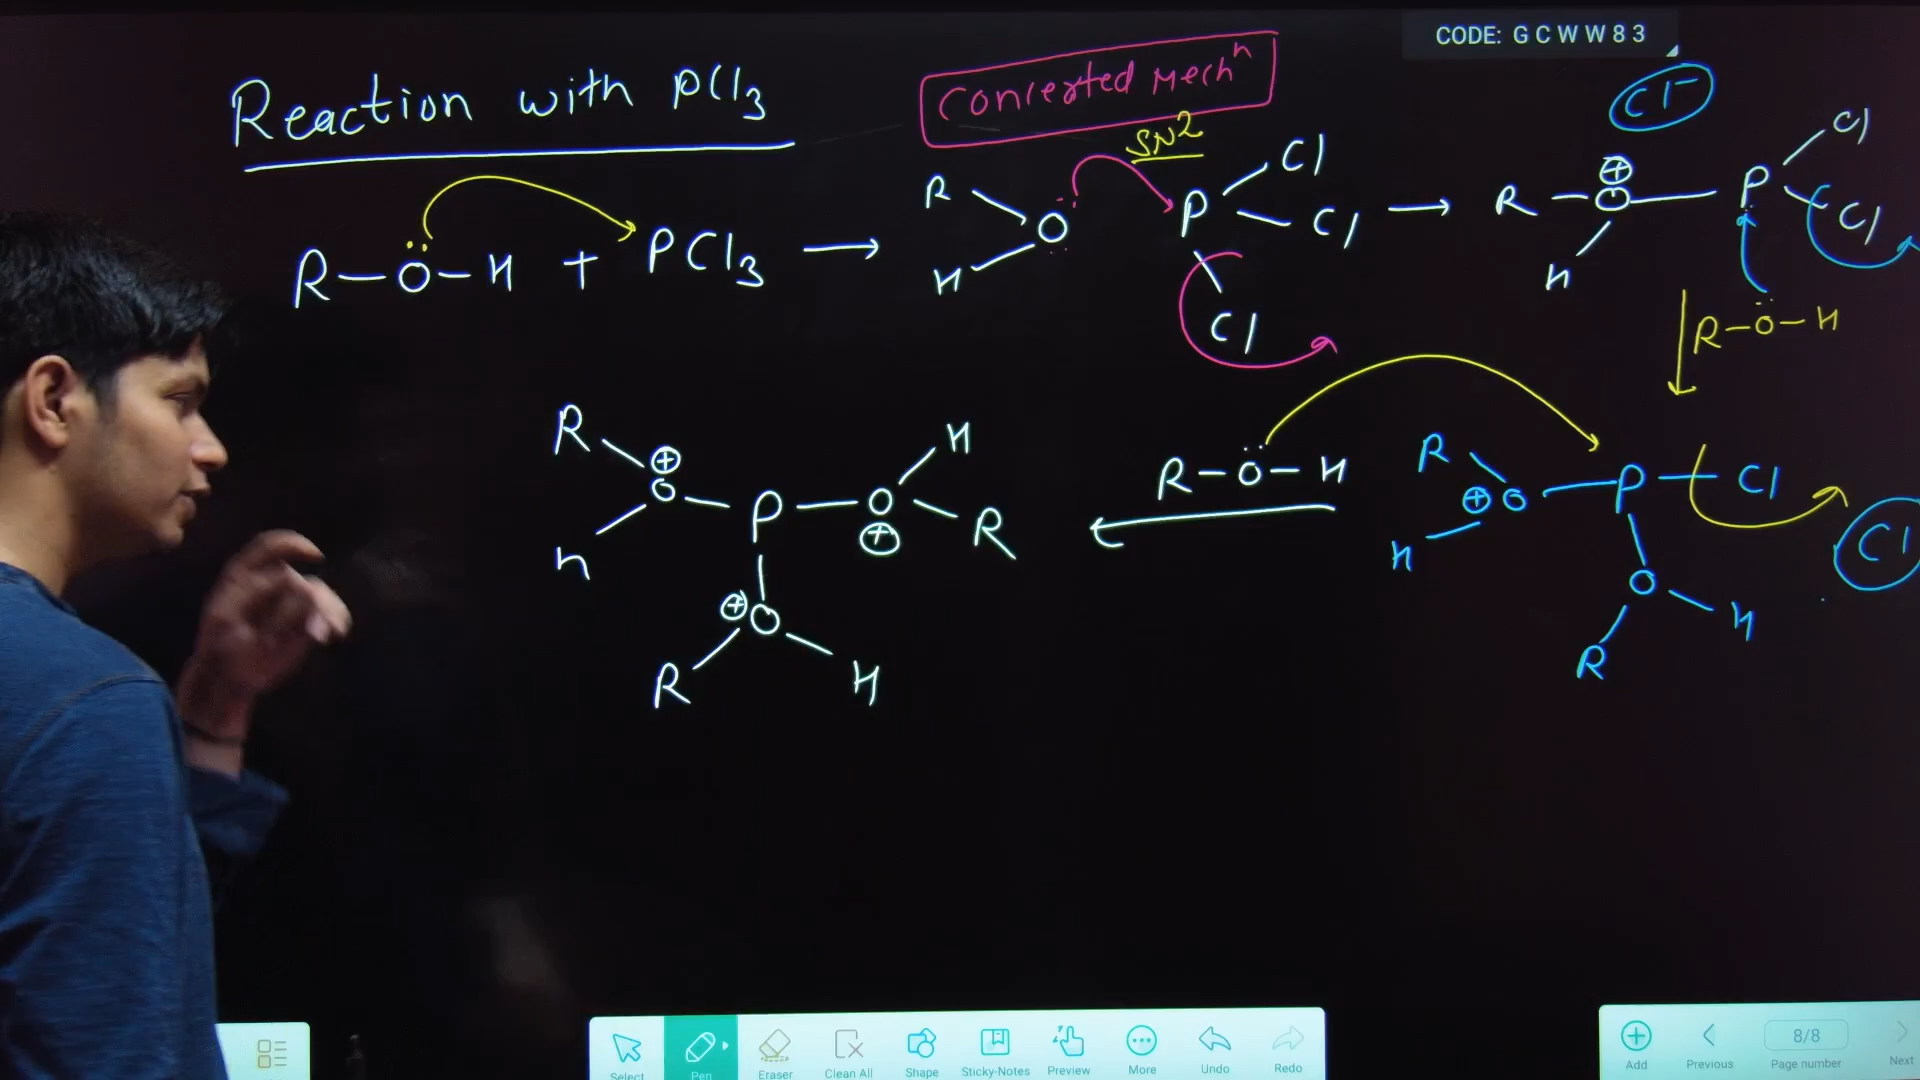 CODE: GCWW83
Reaction with PCl3
Concerted Mechⁿ
SN2
Cl⁻
R–Ö–H + PCl3 →
R
O
H
P
Cl
Cl
Cl
→
R–O–P
⊕
H
Cl
Cl
R–Ö–H
R
⊕
O
H
P
O
H
R
⊕
O
⊕
R
H
R–Ö–H
R
⊕ O
H
P–Cl
O
H
R
Cl
Select
Pen
Eraser
Clean All
Shape
Sticky-Notes
Preview
More
Undo
Redo
Add
Previous
8/8
Page number
Next